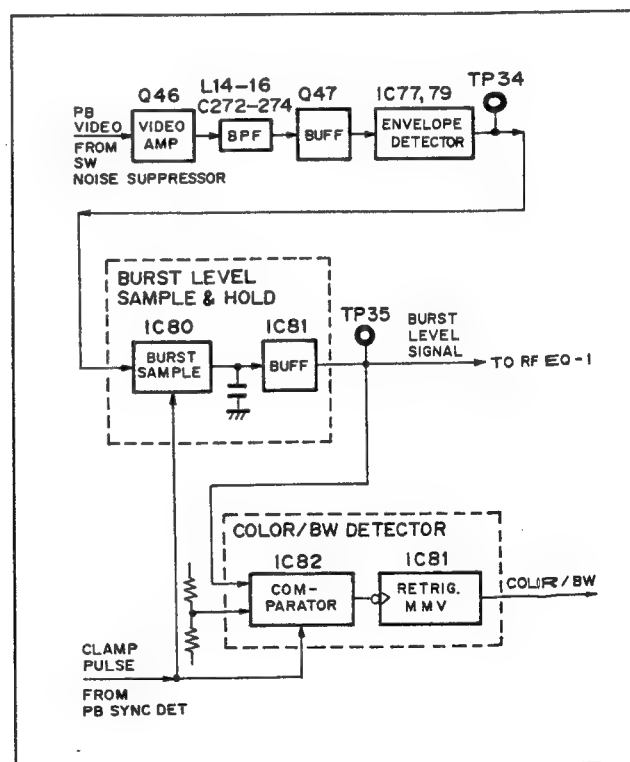 TP34
Q46
L14-16
C272-274
Q47
IC77, 79
PB
VIDEO
FROM
SW
NOISE SUPPRESSOR
VIDEO
AMP
BPF
BUFF
ENVELOPE
DETECTOR
BURST LEVEL
SAMPLE & HOLD
IC80
IC81
BURST
SAMPLE
BUFF
TP35
BURST
LEVEL
SIGNAL
TO RF EQ-1
COLOR/BW DETECTOR
IC82
IC81
COM-
PARATOR
RETRIG.
MMV
COLOR/BW
CLAMP
PULSE
FROM
PB SYNC DET